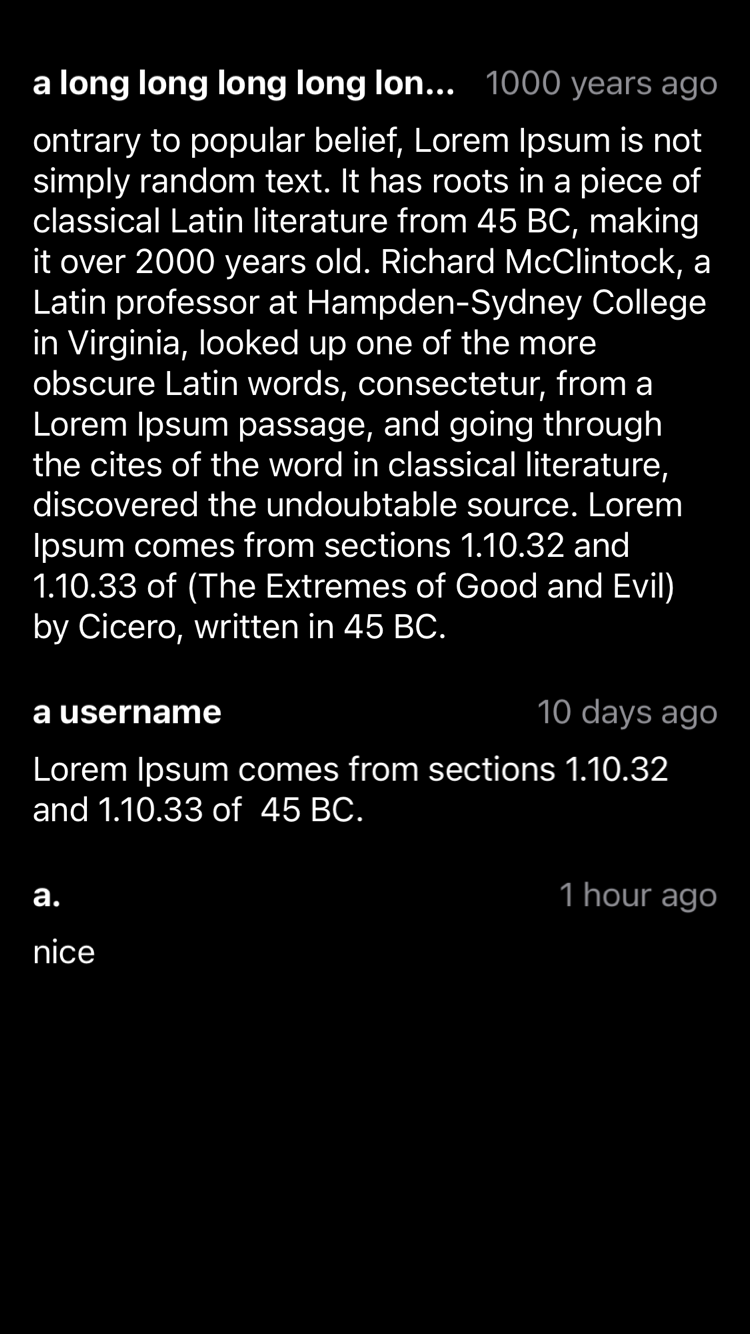 a long long long long lon... 1000 years ago
ontrary to popular belief, Lorem Ipsum is not
simply random text. It has roots in a piece of
classical Latin literature from 45 BC, making
it over 2000 years old. Richard McClintock, a
Latin professor at Hampden-Sydney College
in Virginia, looked up one of the more
obscure Latin words, consectetur, from a
Lorem Ipsum passage, and going through
the cites of the word in classical literature,
discovered the undoubtable source. Lorem
Ipsum comes from sections 1.10.32 and
1.10.33 of (The Extremes of Good and Evil)
by Cicero, written in 45 BC.
a username 10 days ago
Lorem Ipsum comes from sections 1.10.32
and 1.10.33 of  45 BC.
a. 1 hour ago
nice